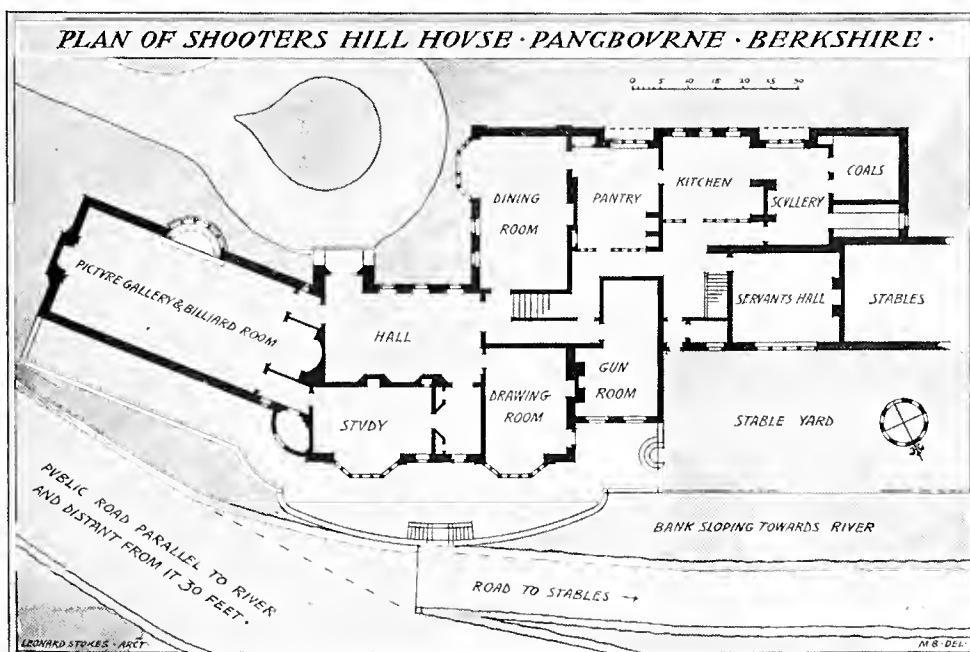 PLAN OF SHOOTERS HILL HOVSE · PANGBOVRNE · BERKSHIRE ·
0 5 10 15 20 25 30
DINING
ROOM
PANTRY
KITCHEN
SCVLLERY
COALS
PICTVRE GALLERY & BILLIARD ROOM
HALL
SERVANTS HALL
STABLES
GUN
ROOM
DRAWING
ROOM
STUDY
STABLE YARD
PVBLIC ROAD PARALLEL TO RIVER
AND DISTANT FROM IT 30 FEET ·
BANK SLOPING TOWARDS RIVER
ROAD TO STABLES →
LEONARD STOKES · ARCT
M B · DEL ·